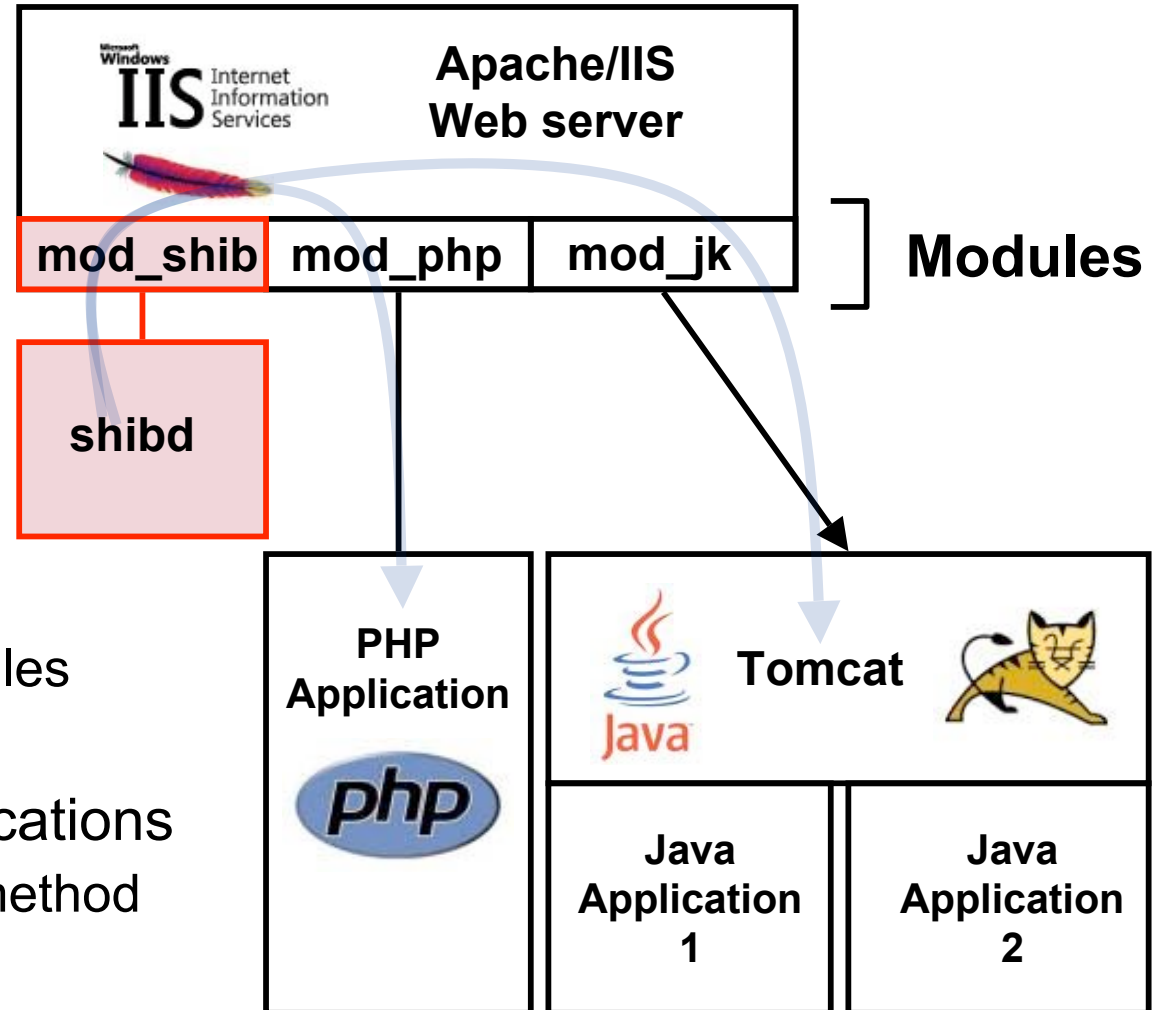 Microsoft
Windows
IIS
Internet
Information
Services
Apache/IIS
Web server
mod_shib
mod_php
mod_jk
Modules
shibd
les
cations
nethod
PHP
Application
php
Java
Tomcat
Java
Application
1
Java
Application
2